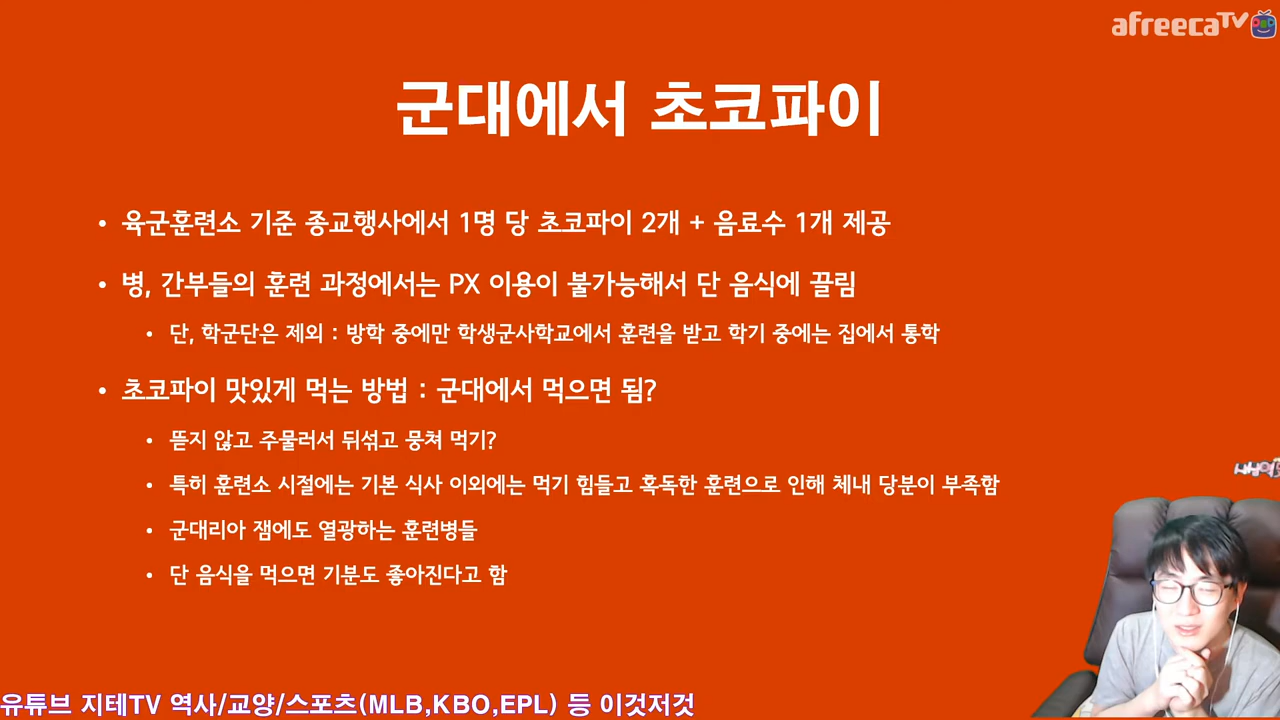 afreecaTV
군대에서 초코파이
• 육군훈련소 기준 종교행사에서 1명 당 초코파이 2개 + 음료수 1개 제공
• 병, 간부들의 훈련 과정에서는 PX 이용이 불가능해서 단 음식에 끌림
• 단, 학군단은 제외 : 방학 중에만 학생군사학교에서 훈련을 받고 학기 중에는 집에서 통학
• 초코파이 맛있게 먹는 방법 : 군대에서 먹으면 됨?
• 뜯지 않고 주물러서 뒤섞고 뭉쳐 먹기?
• 특히 훈련소 시절에는 기본 식사 이외에는 먹기 힘들고 혹독한 훈련으로 인해 체내 당분이 부족함
• 군대리아 잼에도 열광하는 훈련병들
• 단 음식을 먹으면 기분도 좋아진다고 함
유튜브 지테TV 역사/교양/스포츠(MLB,KBO,EPL) 등 이것저것